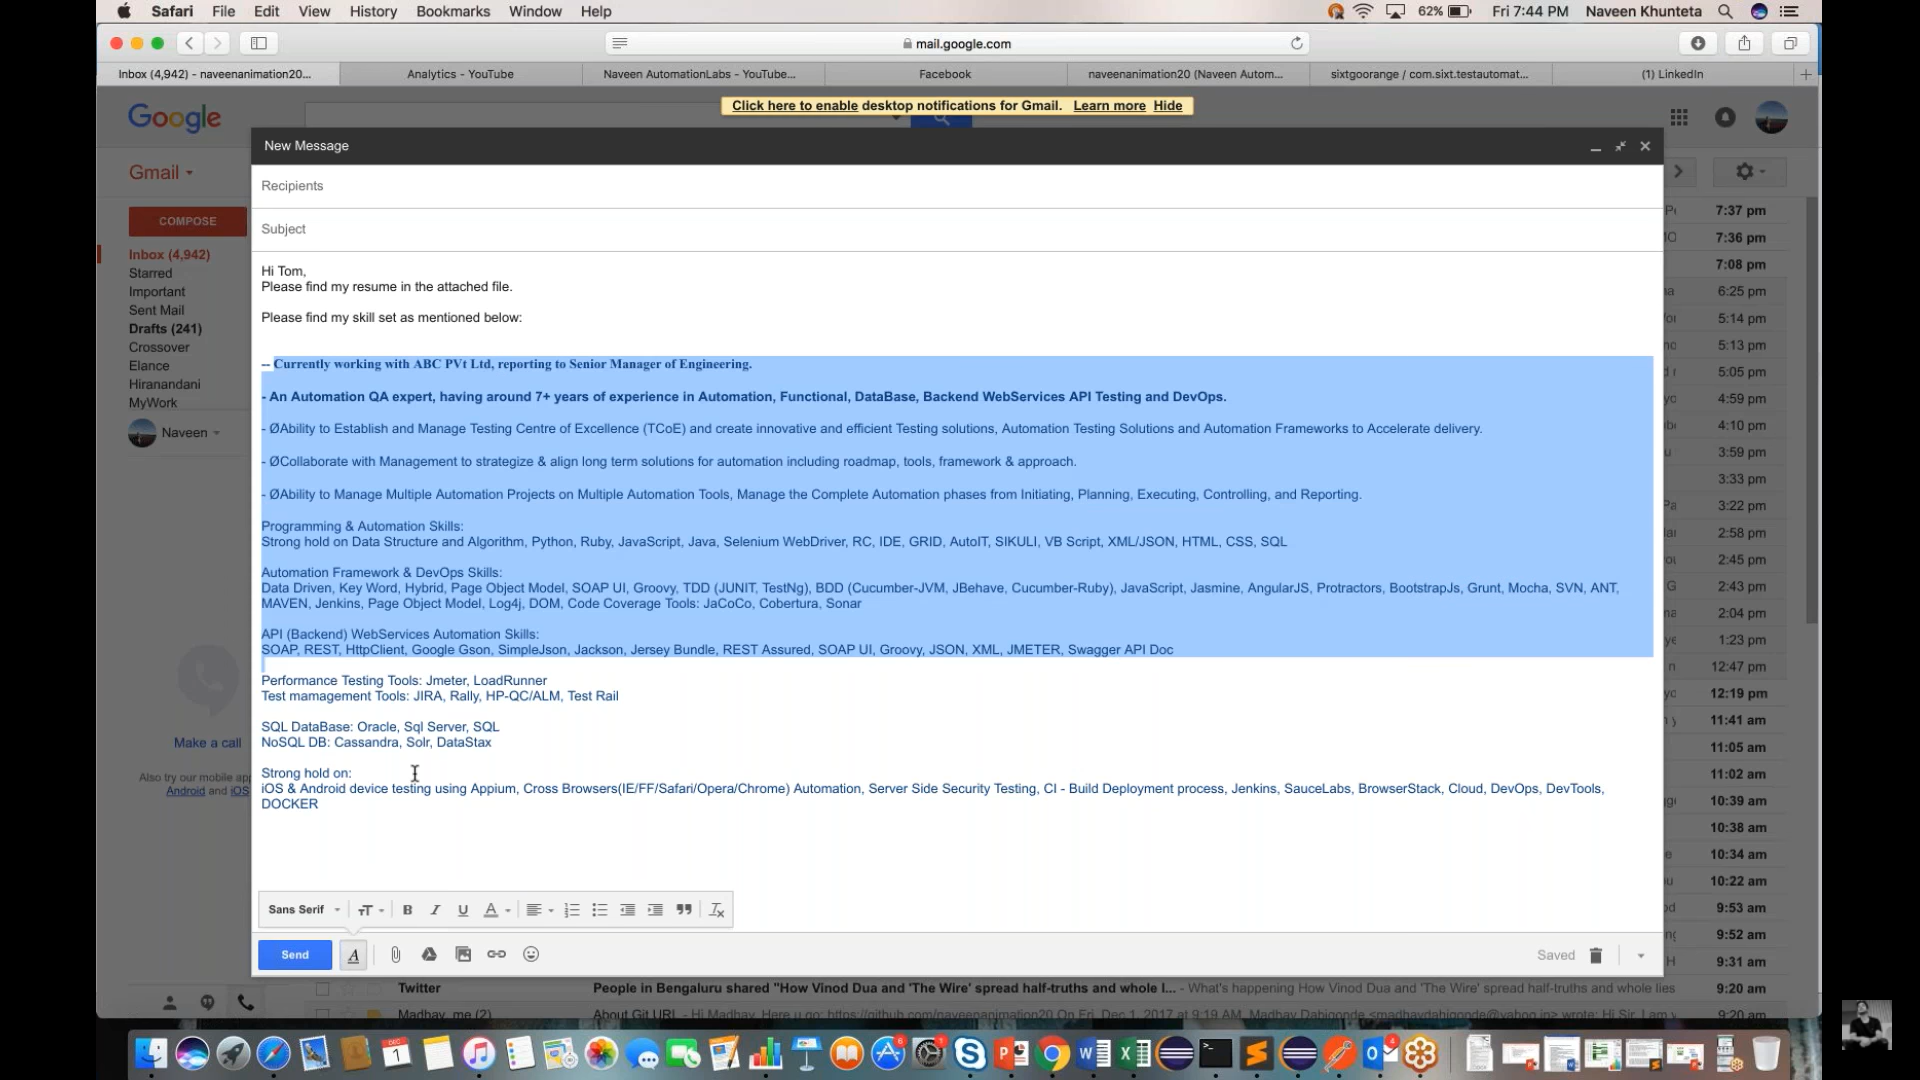 Safari File Edit View History Bookmarks Window Help 62% Fri 7:44 PM Naveen Khunteta
mail.google.com
Inbox (4,942) - naveenanimation20... Analytics - YouTube Naveen AutomationLabs - YouTube... Facebook naveenanimation20 (Naveen Autom... sixtgoorange / com.sixt.testautomat... (1) LinkedIn
Click here to enable desktop notifications for Gmail. Learn more Hide
Google
New Message
Gmail
Recipients
COMPOSE
Subject
Inbox (4,942)
Starred
Important
Sent Mail
Drafts (241)
Crossover
Elance
Hiranandani
MyWork
Naveen
Make a call
Also try our mobile
Android and iOS
Hi Tom,
Please find my resume in the attached file.
Please find my skill set as mentioned below:
-- Currently working with ABC PVt Ltd, reporting to Senior Manager of Engineering.
- An Automation QA expert, having around 7+ years of experience in Automation, Functional, DataBase, Backend WebServices API Testing and DevOps.
- ØAbility to Establish and Manage Testing Centre of Excellence (TCoE) and create innovative and efficient Testing solutions, Automation Testing Solutions and Automation Frameworks to Accelerate delivery.
- ØCollaborate with Management to strategize & align long term solutions for automation including roadmap, tools, framework & approach.
- ØAbility to Manage Multiple Automation Projects on Multiple Automation Tools, Manage the Complete Automation phases from Initiating, Planning, Executing, Controlling, and Reporting.
Programming & Automation Skills:
Strong hold on Data Structure and Algorithm, Python, Ruby, JavaScript, Java, Selenium WebDriver, RC, IDE, GRID, AutoIT, SIKULI, VB Script, XML/JSON, HTML, CSS, SQL
Automation Framework & DevOps Skills:
Data Driven, Key Word, Hybrid, Page Object Model, SOAP UI, Groovy, TDD (JUNIT, TestNg), BDD (Cucumber-JVM, JBehave, Cucumber-Ruby), JavaScript, Jasmine, AngularJS, Protractors, BootstrapJs, Grunt, Mocha, SVN, ANT,
MAVEN, Jenkins, Page Object Model, Log4j, DOM, Code Coverage Tools: JaCoCo, Cobertura, Sonar
API (Backend) WebServices Automation Skills:
SOAP, REST, HttpClient, Google Gson, SimpleJson, Jackson, Jersey Bundle, REST Assured, SOAP UI, Groovy, JSON, XML, JMETER, Swagger API Doc
Performance Testing Tools: Jmeter, LoadRunner
Test mamagement Tools: JIRA, Rally, HP-QC/ALM, Test Rail
SQL DataBase: Oracle, Sql Server, SQL
NoSQL DB: Cassandra, Solr, DataStax
Strong hold on:
iOS & Android device testing using Appium, Cross Browsers(IE/FF/Safari/Opera/Chrome) Automation, Server Side Security Testing, CI - Build Deployment process, Jenkins, SauceLabs, BrowserStack, Cloud, DevOps, DevTools,
DOCKER
Sans Serif
Send
Saved
7:37 pm
7:36 pm
7:08 pm
6:25 pm
5:14 pm
5:13 pm
5:05 pm
4:59 pm
4:10 pm
3:59 pm
3:33 pm
3:22 pm
2:58 pm
2:45 pm
2:43 pm
2:04 pm
1:23 pm
12:47 pm
12:19 pm
11:41 am
11:05 am
11:02 am
10:39 am
10:38 am
10:34 am
10:22 am
9:53 am
9:52 am
9:31 am
Twitter People in Bengaluru shared "How Vinod Dua and 'The Wire' spread half-truths and whole l... - What's happening How Vinod Dua and 'The Wire' spread half-truths and whole lies 9:20 am
Madhav, me (2) About Git URL - Hi Madhav, Here u go: https://github.com/naveenanimation20 On Fri, Dec 1, 2017 at 9:19 AM, Madhav Dabigonde wrote: Hi Sir, I am 9:20 am